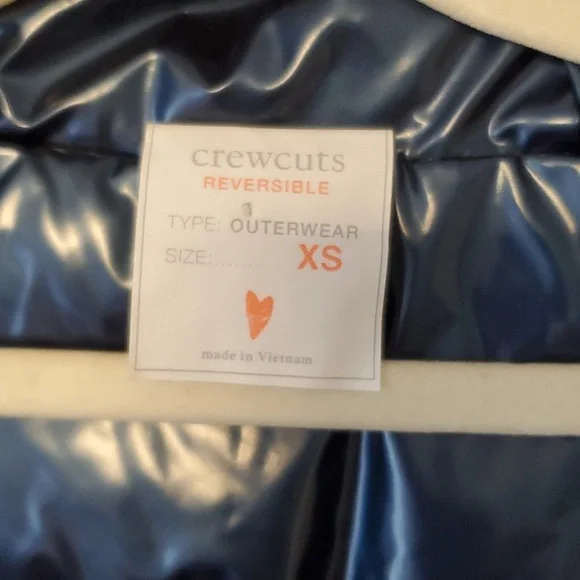 crewcuts
REVERSIBLE
TYPE: OUTERWEAR
SIZE:.......... XS
made in Vietnam